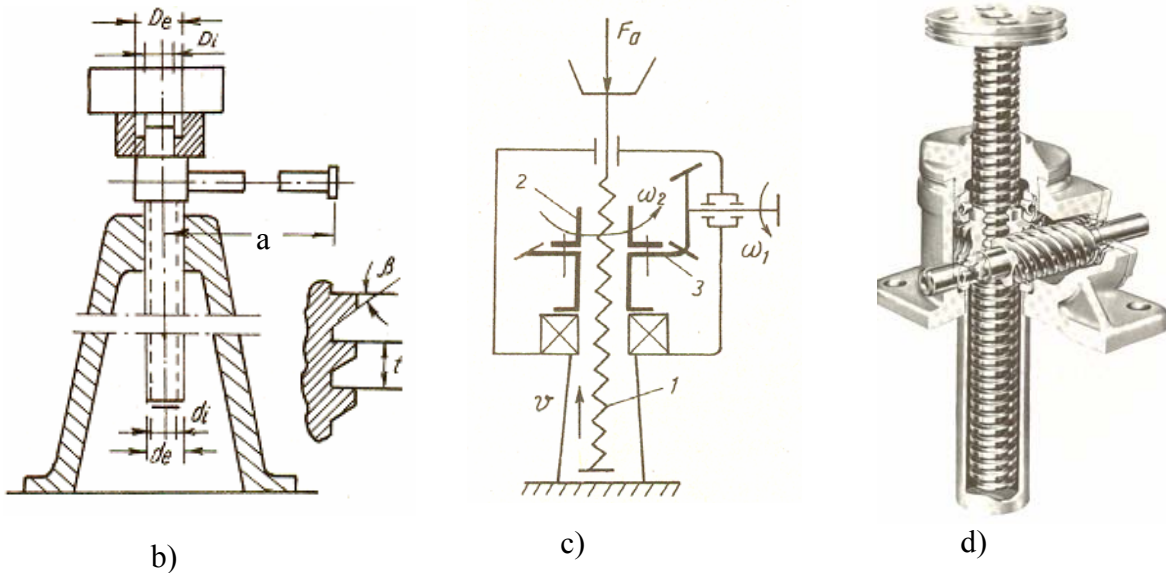 De
Di
a
β
t
di
de
b)
Fa
2
ω2
ω1
3
1
v
c)
d)